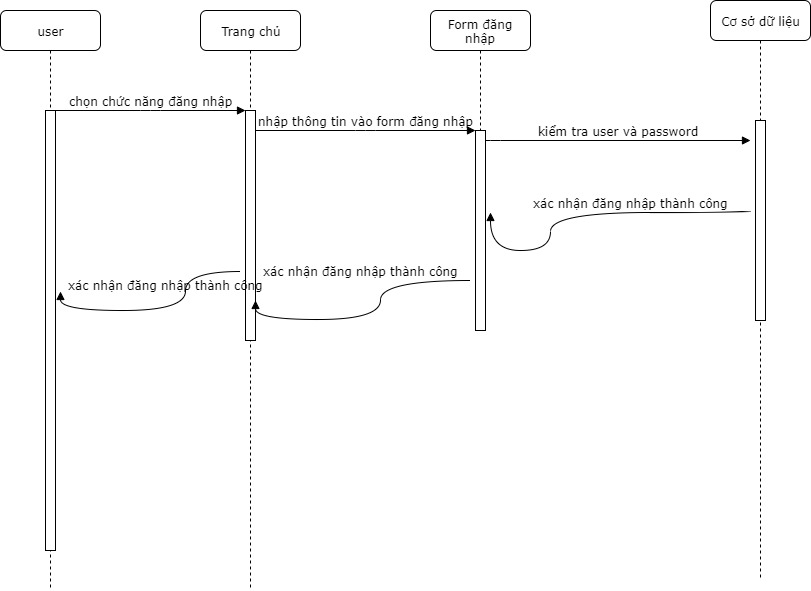 user
Trang chủ
Form đăng
nhập
Cơ sở dữ liệu
chọn chức năng đăng nhập
nhập thông tin vào form đăng nhập
kiểm tra user và password
xác nhận đăng nhập thành công
xác nhận đăng nhập thành công
xác nhận đăng nhập thành công